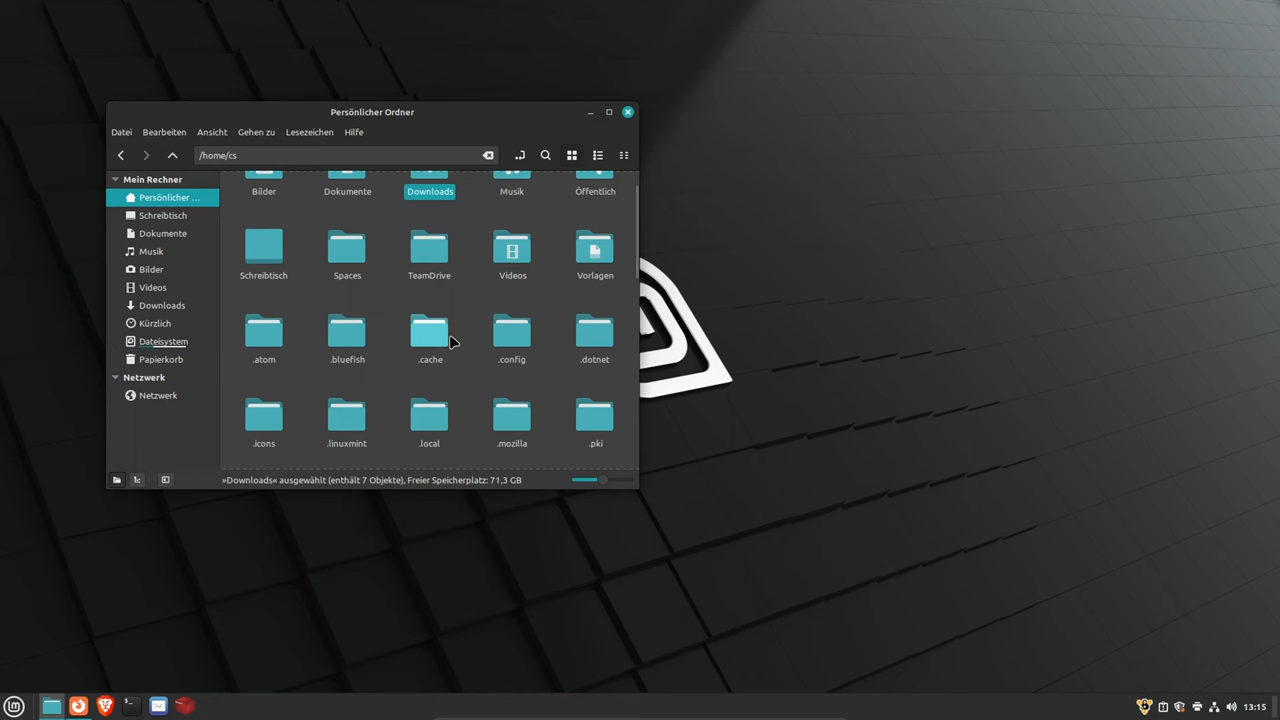 Persönlicher Ordner
Datei Bearbeiten Ansicht Gehen zu Lesezeichen Hilfe
/home/cs
Mein Rechner
Persönlicher ...
Schreibtisch
Dokumente
Musik
Bilder
Videos
Downloads
Kürzlich
Dateisystem
Papierkorb
Netzwerk
Netzwerk
Bilder Dokumente Downloads Musik Öffentlich
Schreibtisch Spaces TeamDrive Videos Vorlagen
.atom .bluefish .cache .config .dotnet
.icons .linuxmint .local .mozilla .pki
»Downloads« ausgewählt (enthält 7 Objekte), Freier Speicherplatz: 71,3 GB
13:15